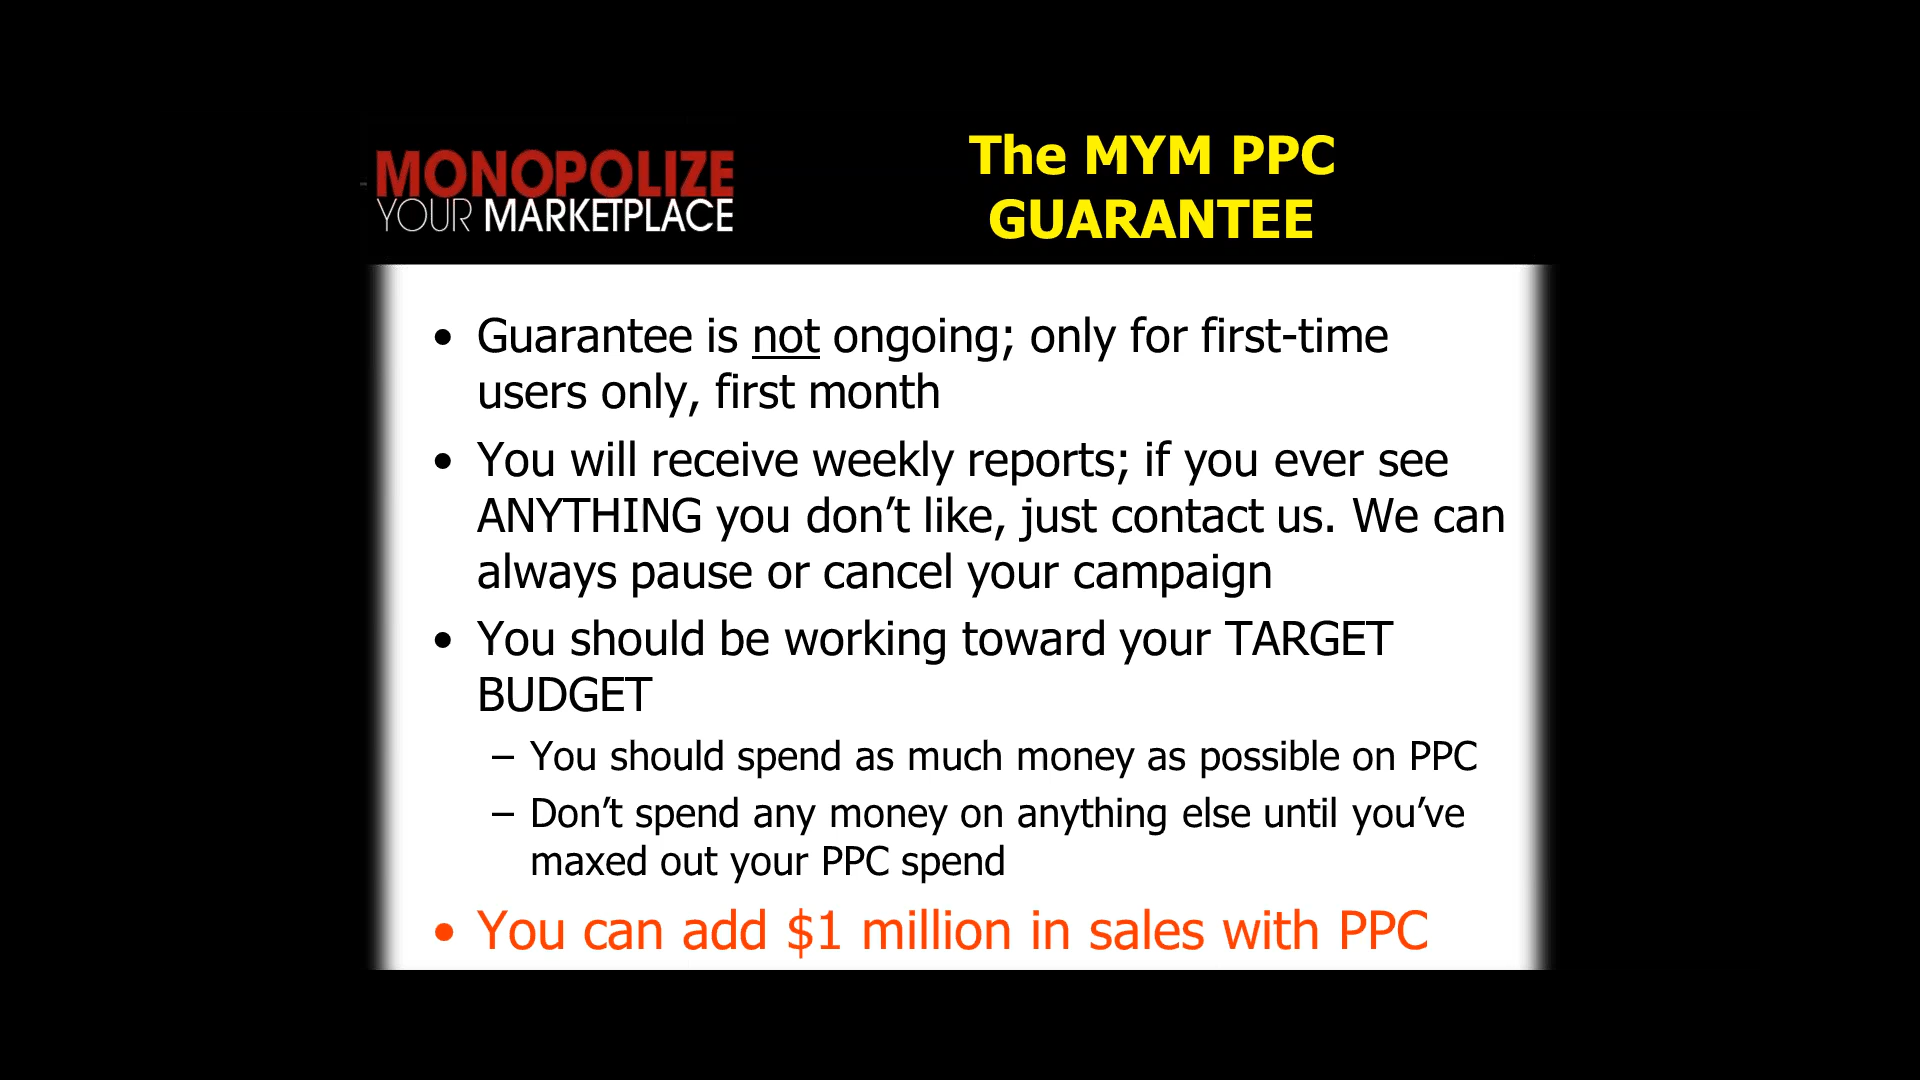 MONOPOLIZE
YOUR MARKETPLACE
The MYM PPC
GUARANTEE
• Guarantee is not ongoing; only for first-time
users only, first month
• You will receive weekly reports; if you ever see
ANYTHING you don’t like, just contact us. We can
always pause or cancel your campaign
• You should be working toward your TARGET
BUDGET
– You should spend as much money as possible on PPC
– Don’t spend any money on anything else until you’ve
maxed out your PPC spend
• You can add $1 million in sales with PPC